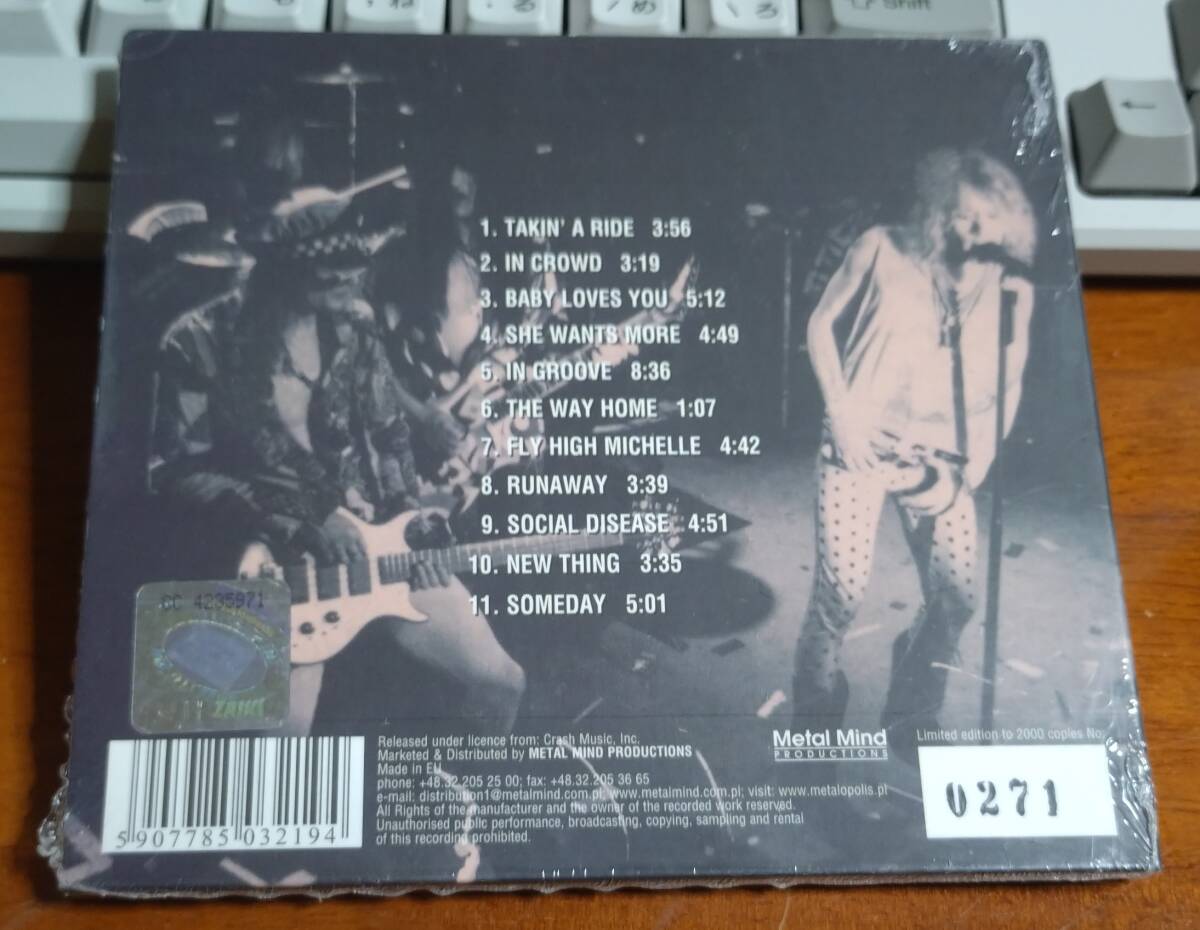 Shift
←
1. TAKIN' A RIDE 3:56
2. IN CROWD 3:19
3. BABY LOVES YOU 5:12
4. SHE WANTS MORE 4:49
5. IN GROOVE 8:36
6. THE WAY HOME 1:07
7. FLY HIGH MICHELLE 4:42
8. RUNAWAY 3:39
9. SOCIAL DISEASE 4:51
10. NEW THING 3:35
11. SOMEDAY 5:01
CC 4235971
ZAIKS
5 907785 032194
Released under licence from: Crash Music, Inc.
Marketed & Distributed by METAL MIND PRODUCTIONS
Made in EU
phone: +48.32.205 25 00; fax: +48.32.205 36 65
e-mail: distribution1@metalmind.com.pl; www.metalmind.com.pl; visit: www.metalopolis.pl
All Rights of the manufacturer and the owner of the recorded work reserved.
Unauthorised public performance, broadcasting, copying, sampling and rental
of this recording prohibited.
Metal Mind
PRODUCTIONS
Limited edition to 2000 copies No:
0271